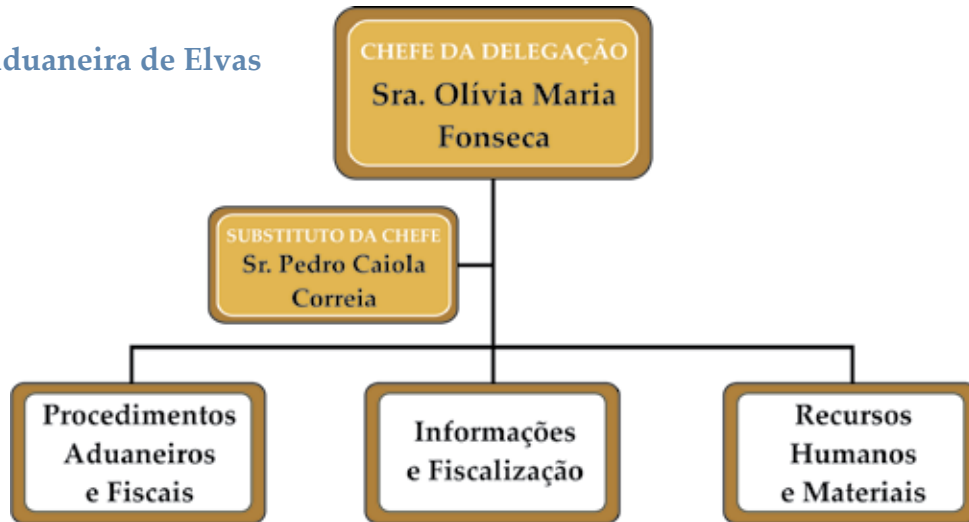 Aduaneira de Elvas
CHEFE DA DELEGAÇÃO
Sra. Olívia Maria
Fonseca
SUBSTITUTO DA CHEFE
Sr. Pedro Caiola
Correia
Procedimentos
Aduaneiros
e Fiscais
Informações
e Fiscalização
Recursos
Humanos
e Materiais